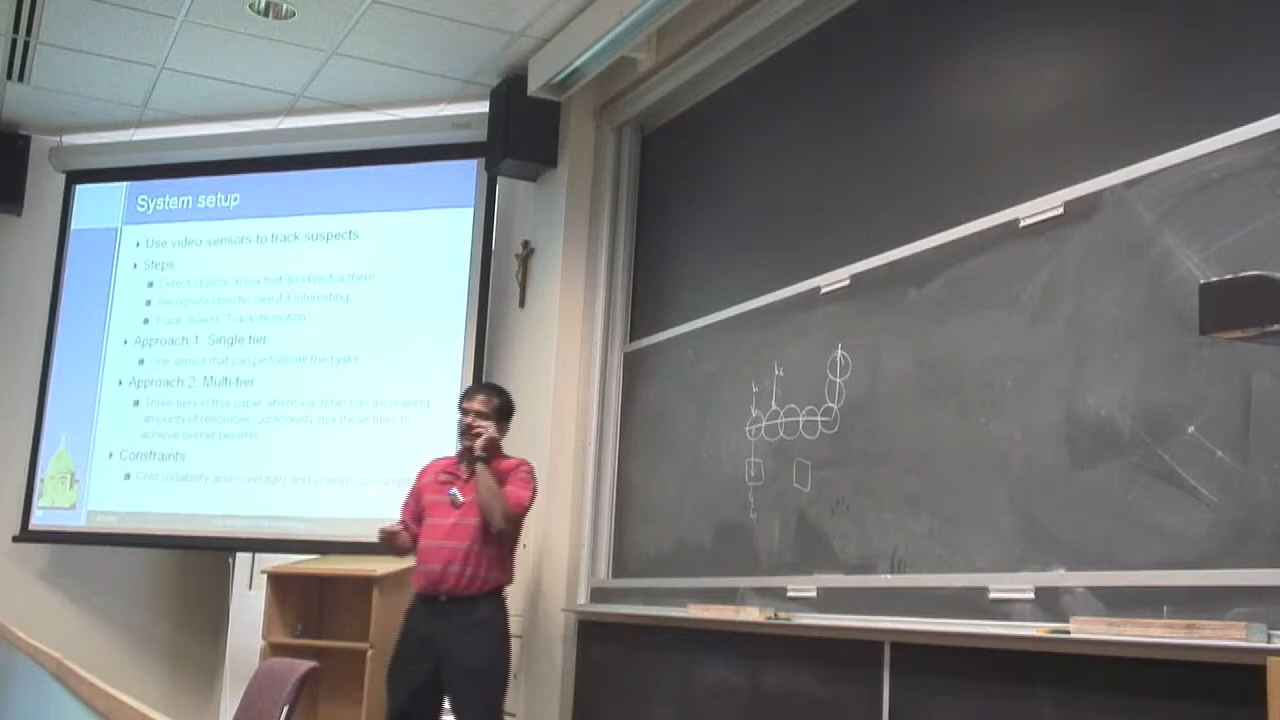 System setup
Use video sensors to track suspects
Steps
Detect objects: know that an object is there
Recognize objects: See if it interesting
Track objects: Track its motion
Approach 1: Single tier
One sensor that can perform all the tasks
Approach 2: Multi-tier
Three tiers in this paper where each tier has increasing
amounts of resources. Judiciously mix these tiers to
achieve overall benefits
Constraints
Cost (reliability and coverage) and energy